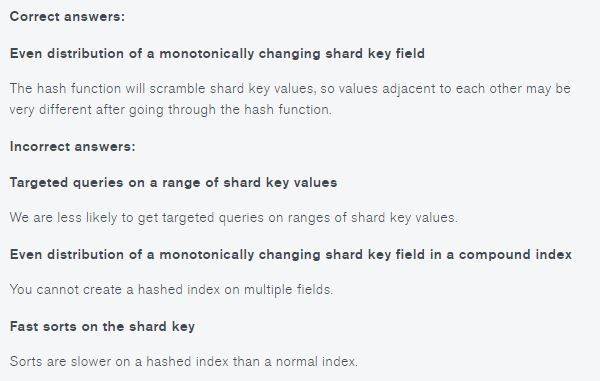 Correct answers:
Even distribution of a monotonically changing shard key field
The hash function will scramble shard key values, so values adjacent to each other may be
very different after going through the hash function.
Incorrect answers:
Targeted queries on a range of shard key values
We are less likely to get targeted queries on ranges of shard key values.
Even distribution of a monotonically changing shard key field in a compound index
You cannot create a hashed index on multiple fields.
Fast sorts on the shard key
Sorts are slower on a hashed index than a normal index.